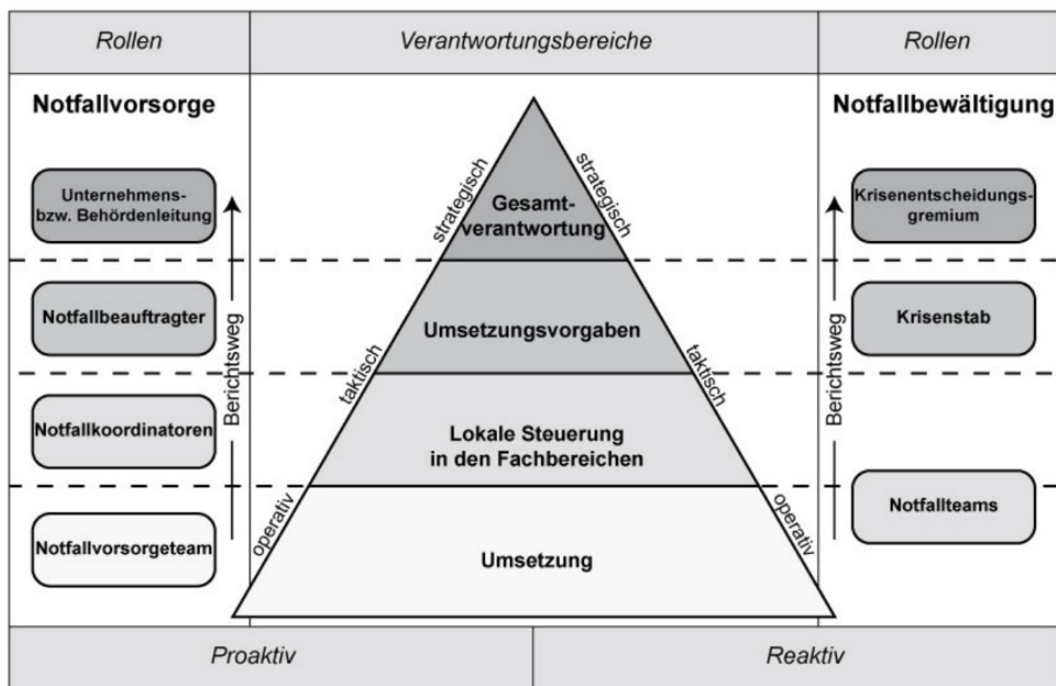 Rollen
Verantwortungsbereiche
Rollen
Notfallvorsorge
Notfallbewältigung
Unternehmens-
bzw. Behördenleitung
Notfallbeauftragter
Notfallkoordinatoren
Notfallvorsorgeteam
Berichtsweg
strategisch
taktisch
operativ
Gesamt-
verantwortung
Umsetzungsvorgaben
Lokale Steuerung
in den Fachbereichen
Umsetzung
strategisch
taktisch
operativ
Berichtsweg
Krisenentscheidungs-
gremium
Krisenstab
Notfallteams
Proaktiv
Reaktiv